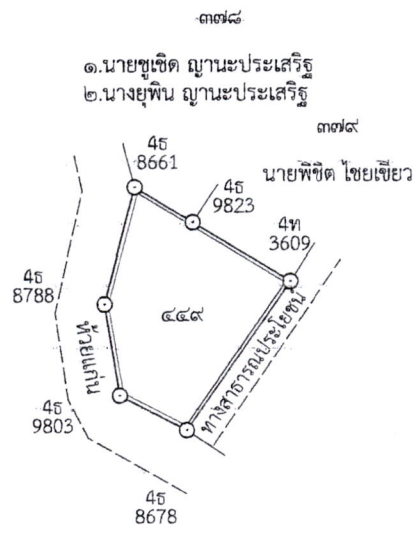 ๓๗๘
๑.นายชูเชิด ญานะประเสริฐ
๒.นางยุพิน ญานะประเสริฐ
๓๗๙
นายพิชิต ไชยเขียว
4ธ
8661
4ธ
9823
4ท
3609
4ธ
8788
๔๔๙
ห้วยแก่น
ทางสาธารณประโยชน์
4ธ
9803
4ธ
8678